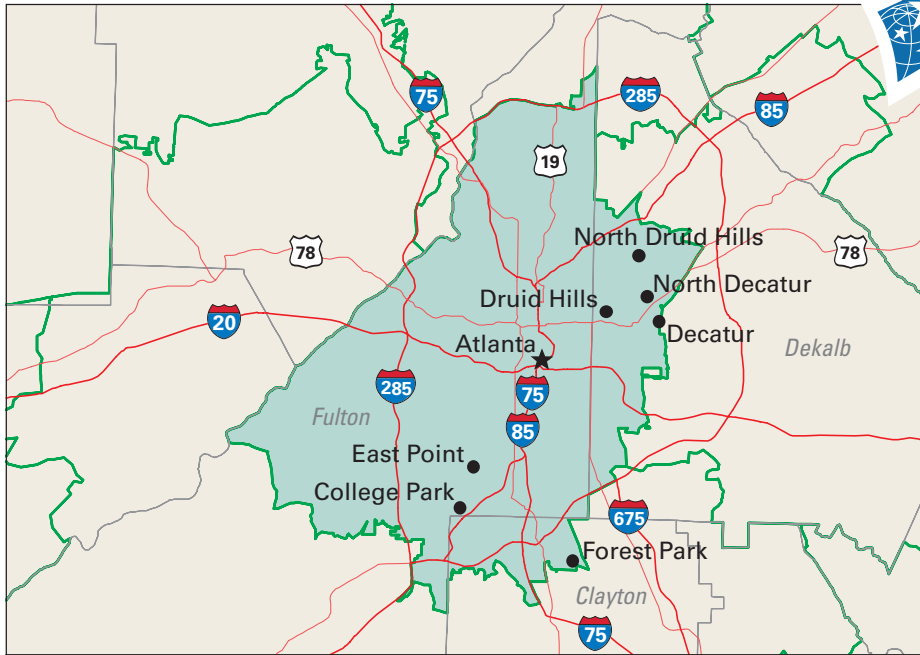 75
285
85
19
North Druid Hills
78
78
North Decatur
Druid Hills
20
Decatur
Atlanta
Dekalb
285
75
Fulton
85
East Point
College Park
675
Forest Park
Clayton
75